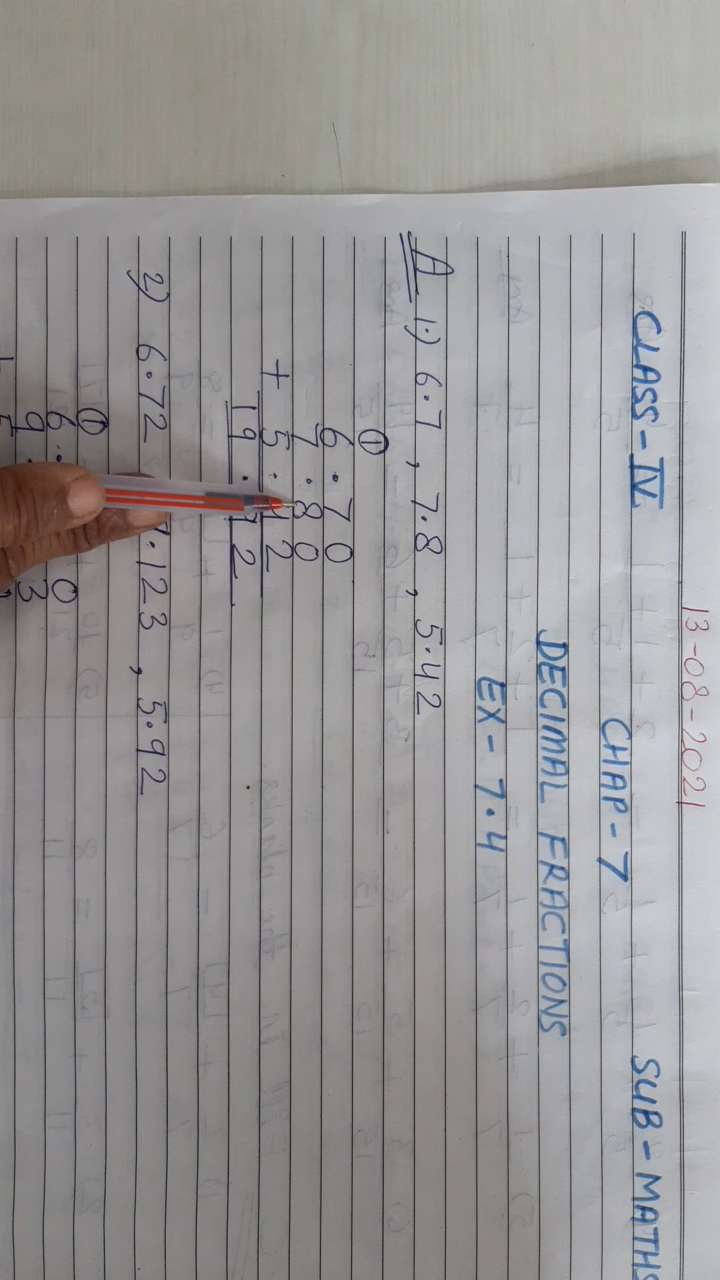 13-08-2021
CLASS-IV CHAP-7 SUB-MATHS
DECIMAL FRACTIONS
EX-7.4
A 1.) 6.7, 7.8, 5.42
1
6.70
7.80
+ 5. 2
19. 2
2) 6.72 .123, 5.92
1
6. 0
9. 3